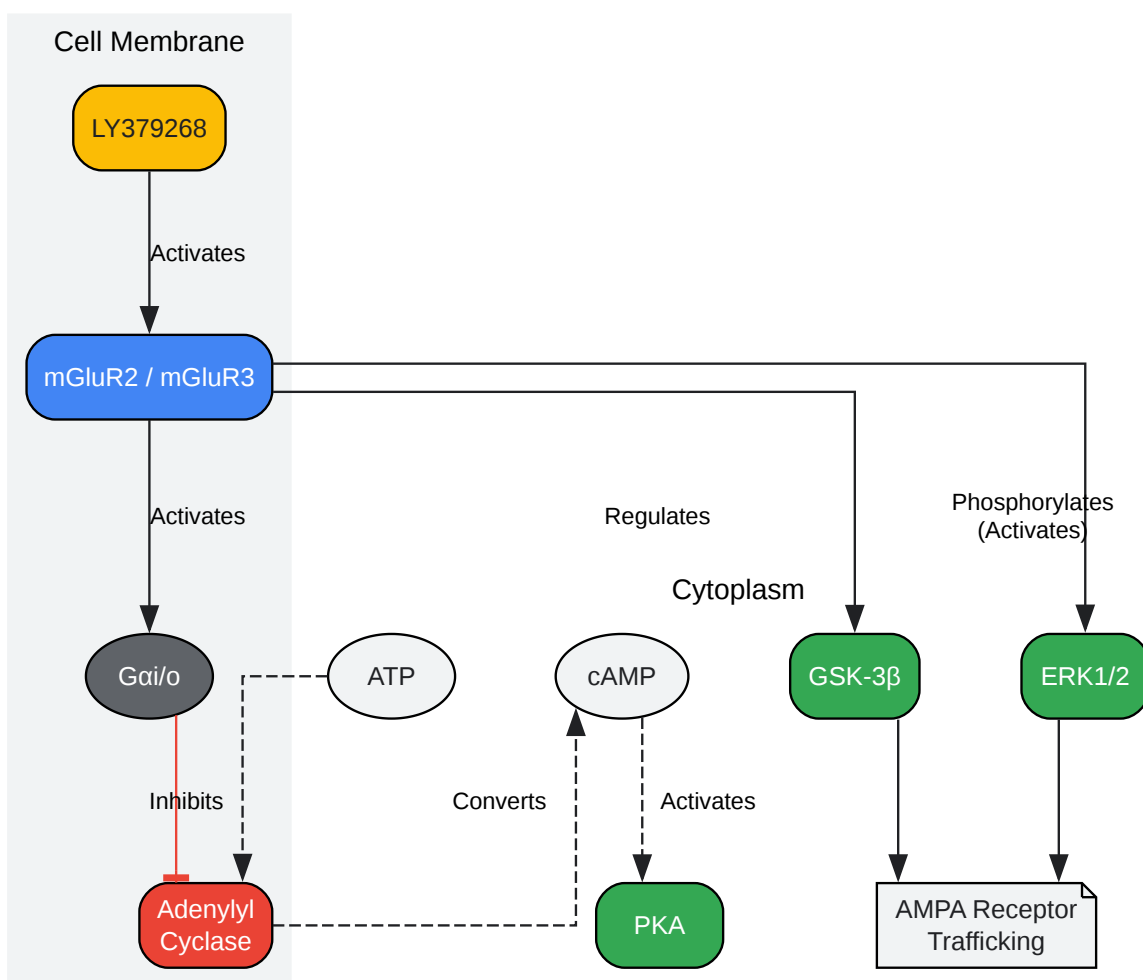 Cell Membrane
LY379268
Activates
mGluR2 / mGluR3
Activates
Regulates
Phosphorylates
(Activates)
Cytoplasm
Gαi/o
ATP
cAMP
GSK-3β
ERK1/2
Inhibits
Converts
Activates
Adenylyl
Cyclase
PKA
AMPA Receptor
Trafficking